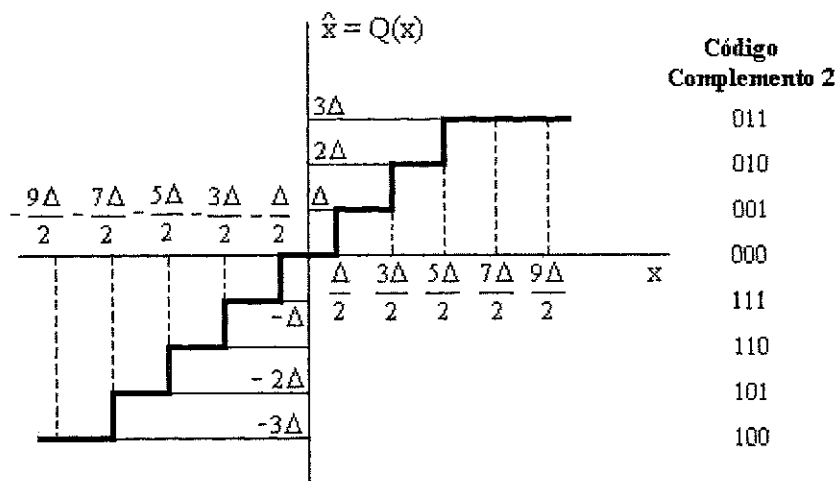 x̂ = Q(x)
Código
Complemento 2
3Δ
011
2Δ
010
-9Δ/2 -7Δ/2 -5Δ/2 -3Δ/2 -Δ/2 Δ
001
000
Δ/2 3Δ/2 5Δ/2 7Δ/2 9Δ/2 x
111
-Δ
110
-2Δ
101
-3Δ
100